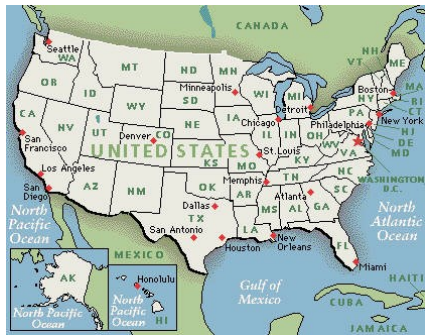 CANADA
Seattle
WA
MT
ND
MN
NH
VT
ME
OR
ID
SD
Minneapolis
WI
MI
NY
Boston
MA
RI
CT
WY
IA
Detroit
Chicago
PA
New York
Philadelphia
NJ
DE
MD
CA
NV
UT
Denver
CO
NE
IL
IN
OH
WV
VA
San
Francisco
UNITED STATES
KS
MO
St. Louis
KY
WASHINGTON
D.C.
Los Angeles
AZ
NM
OK
AR
Memphis
TN
NC
SC
San
Diego
Dallas
TX
MS
AL
GA
Atlanta
North
Pacific
Ocean
San Antonio
LA
Houston
New
Orleans
FL
Miami
North
Atlantic
Ocean
MEXICO
Gulf of
Mexico
AK
North Pacific
Ocean
Honolulu
North
Pacific
Ocean
HI
CUBA
HAITI
JAMAICA